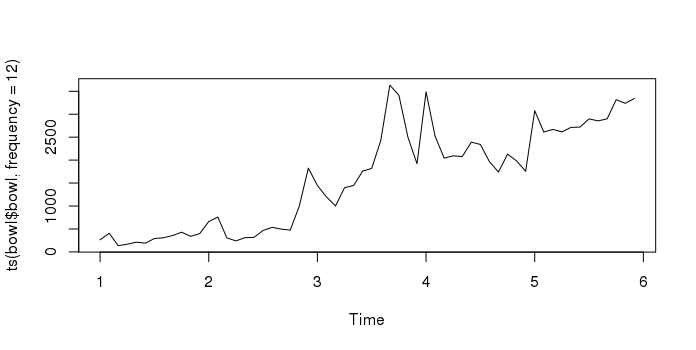 ts(bowl$bowl, frequency = 12)
2500
1000
0
1 2 3 4 5 6
Time